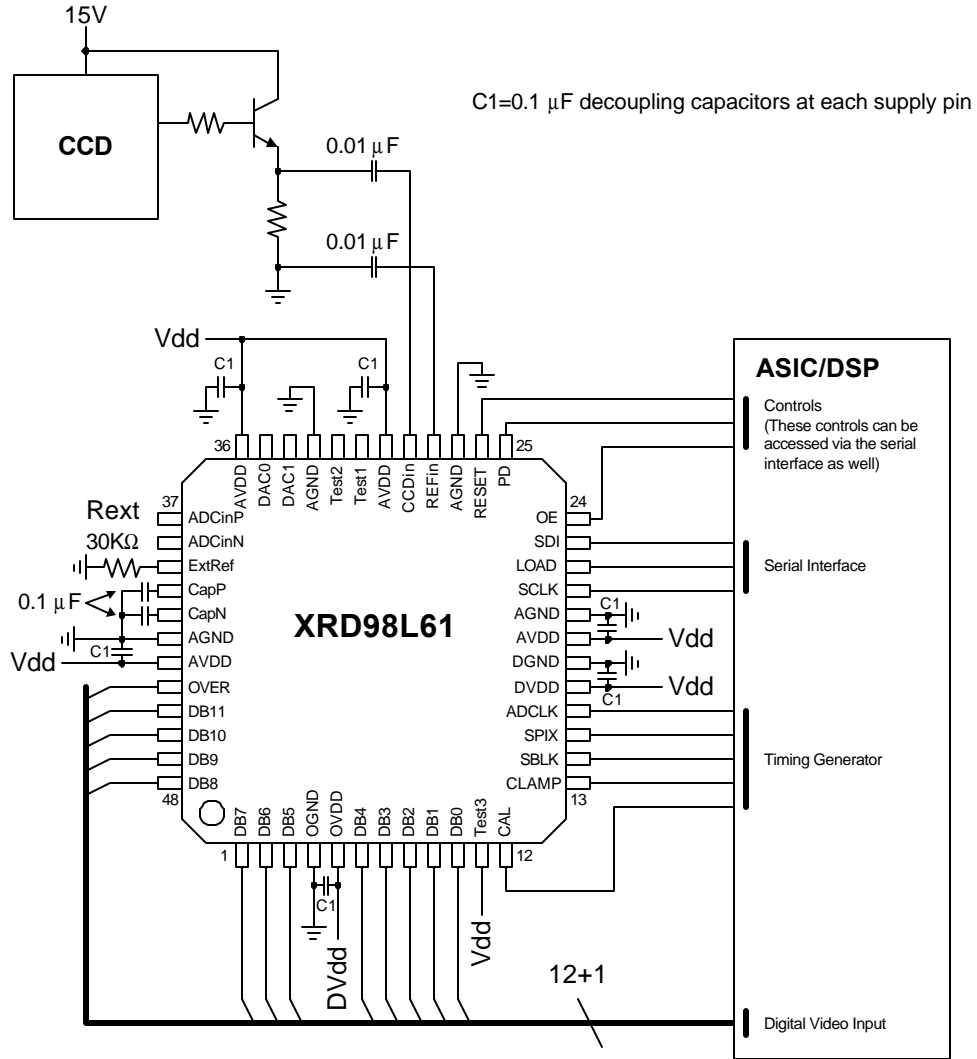 15V
CCD
C1=0.1 μF decoupling capacitors at each supply pin
0.01 μF
0.01 μF
Vdd
C1
C1
ASIC/DSP
Controls
(These controls can be
accessed via the serial
interface as well)
Serial Interface
Timing Generator
Digital Video Input
36
25
AVDD
DAC0
DAC1
AGND
Test2
Test1
AVDD
CCDin
REFin
AGND
RESET
PD
37
ADCinP
ADCinN
ExtRef
CapP
CapN
AGND
AVDD
OVER
DB11
DB10
DB9
DB8
48
Rext
30KΩ
0.1 μF
C1
Vdd
XRD98L61
24
OE
SDI
LOAD
SCLK
AGND
AVDD
DGND
DVDD
ADCLK
SPIX
SBLK
CLAMP
13
C1
Vdd
C1
Vdd
DB7
DB6
DB5
OGND
OVDD
DB4
DB3
DB2
DB1
DB0
Test3
CAL
1
12
C1
DVdd
Vdd
12+1